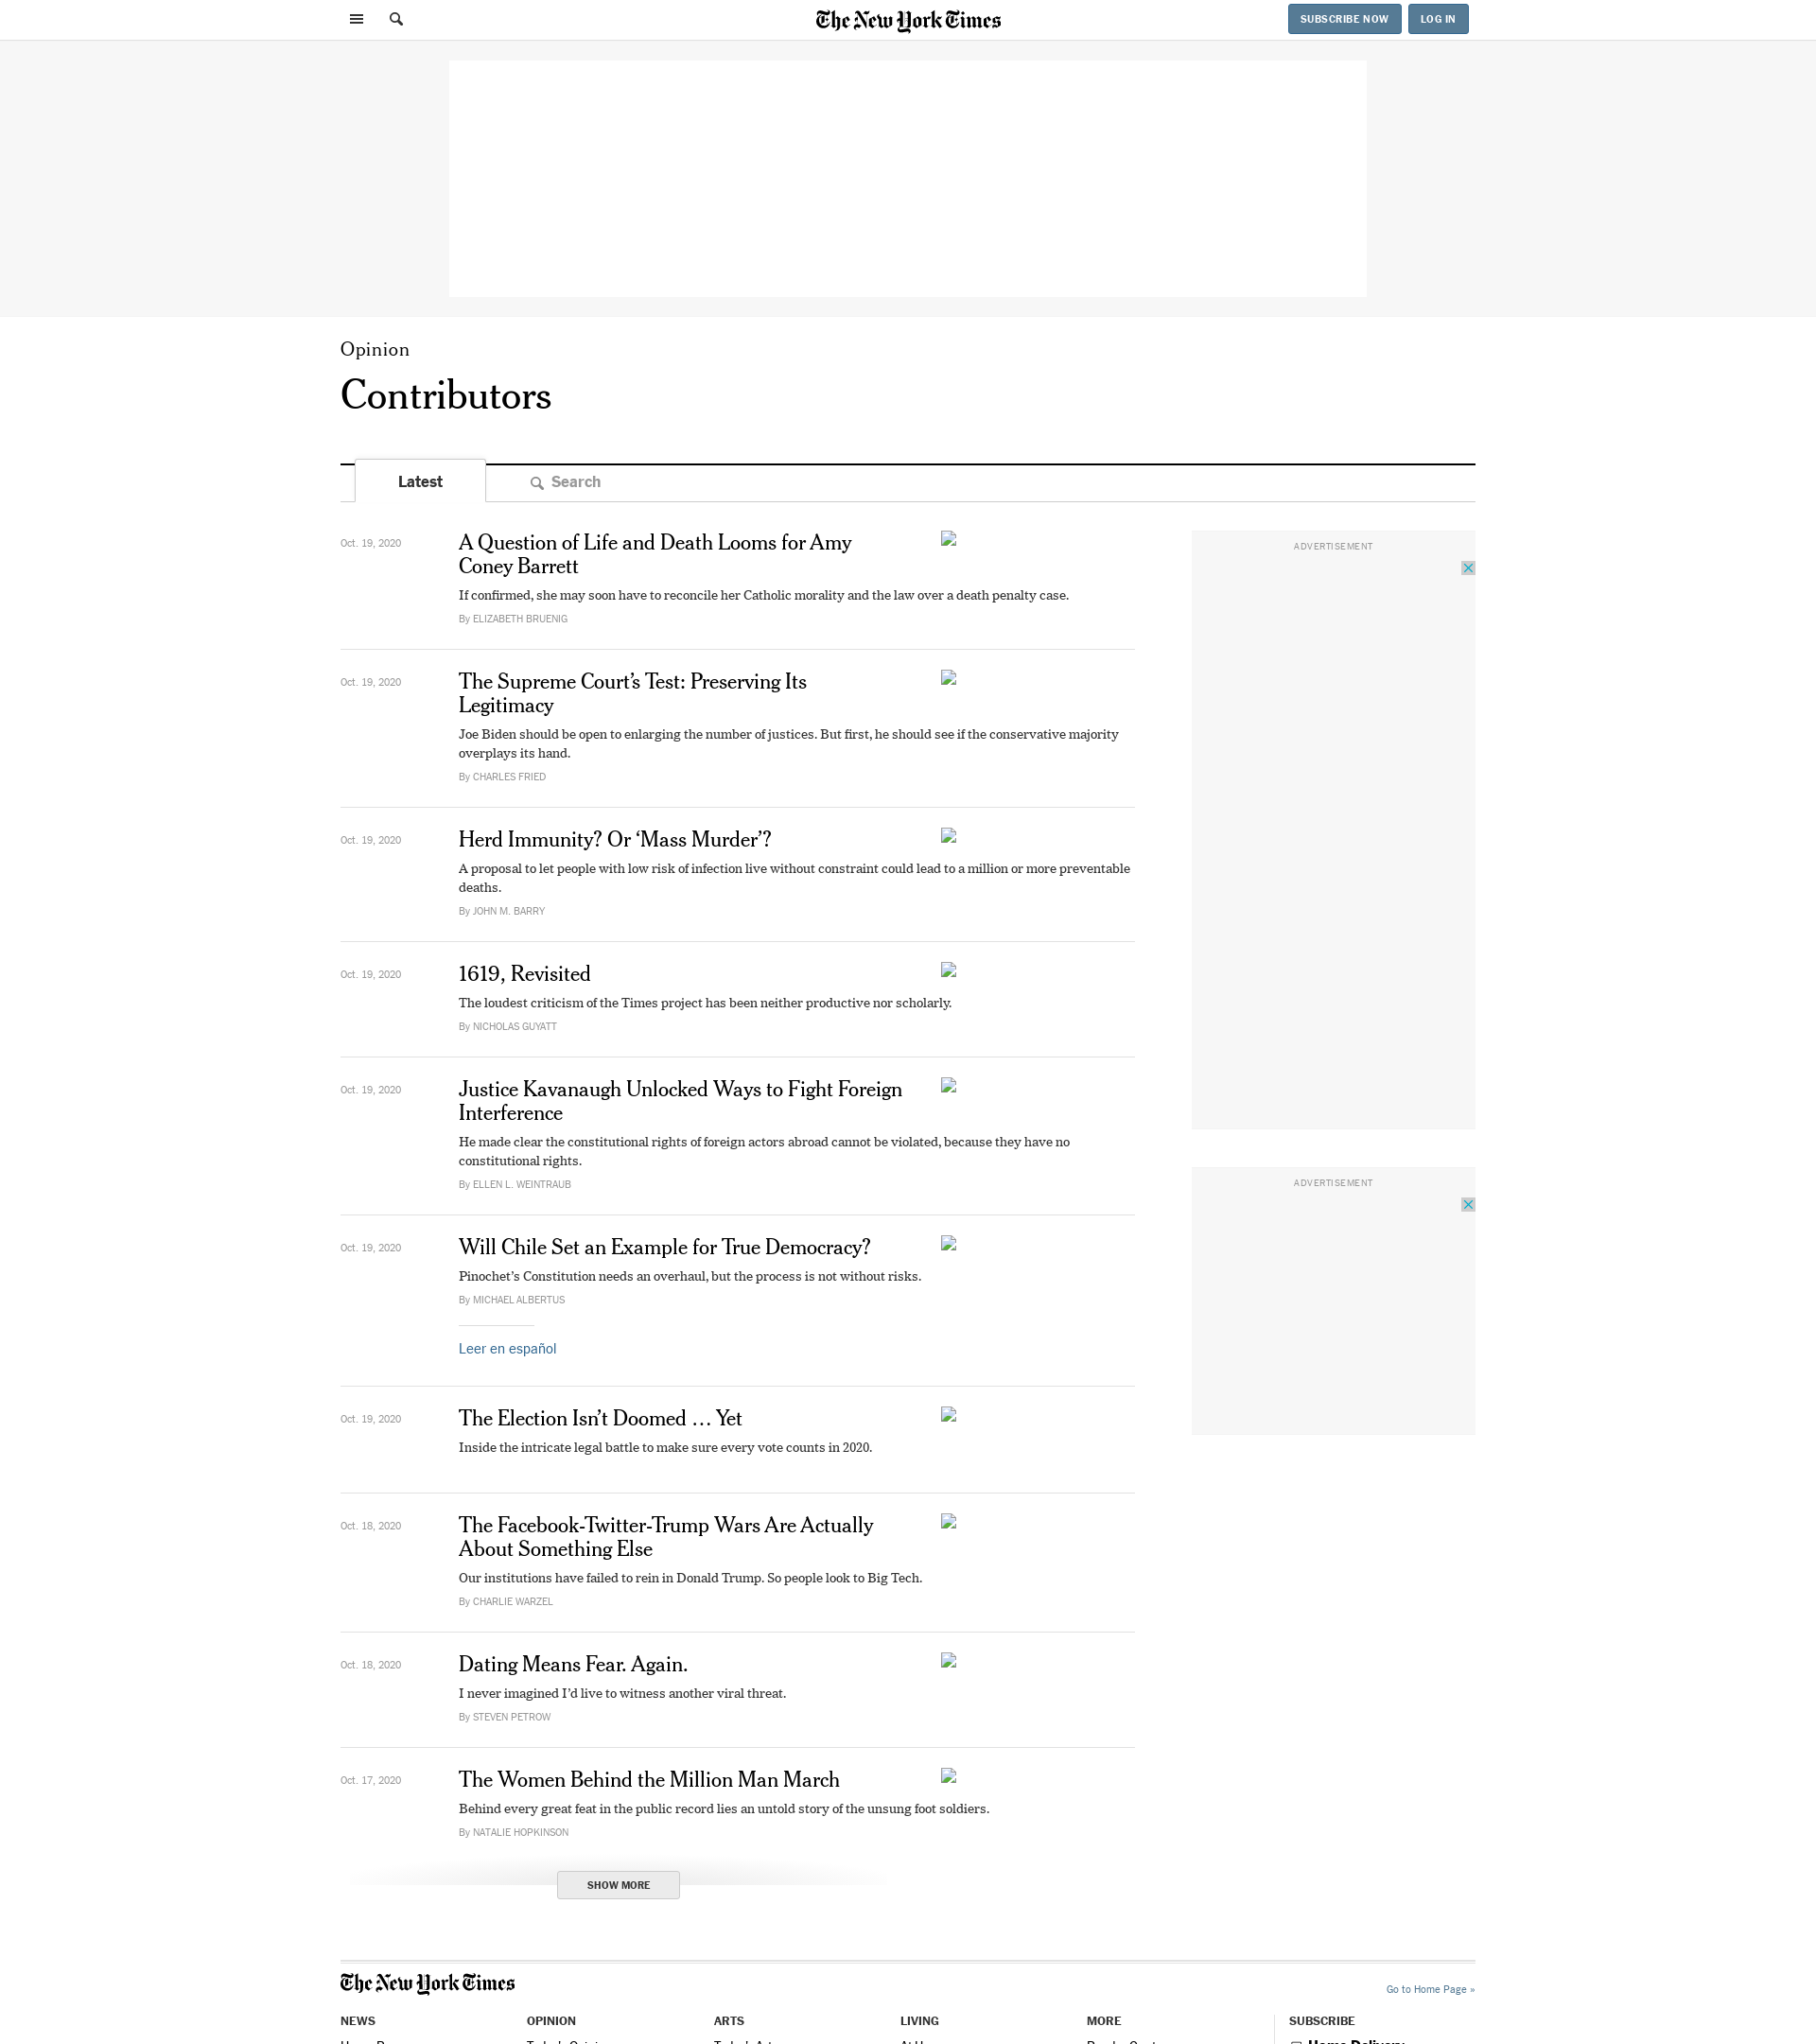 The New York Times
SUBSCRIBE NOW
LOG IN
Opinion
Contributors
Latest
Search
Oct. 19, 2020
A Question of Life and Death Looms for Amy
Coney Barrett
If confirmed, she may soon have to reconcile her Catholic morality and the law over a death penalty case.
By ELIZABETH BRUENIG
Oct. 19, 2020
The Supreme Court’s Test: Preserving Its
Legitimacy
Joe Biden should be open to enlarging the number of justices. But first, he should see if the conservative majority
overplays its hand.
By CHARLES FRIED
Oct. 19, 2020
Herd Immunity? Or ‘Mass Murder’?
A proposal to let people with low risk of infection live without constraint could lead to a million or more preventable
deaths.
By JOHN M. BARRY
Oct. 19, 2020
1619, Revisited
The loudest criticism of the Times project has been neither productive nor scholarly.
By NICHOLAS GUYATT
Oct. 19, 2020
Justice Kavanaugh Unlocked Ways to Fight Foreign
Interference
He made clear the constitutional rights of foreign actors abroad cannot be violated, because they have no
constitutional rights.
By ELLEN L. WEINTRAUB
Oct. 19, 2020
Will Chile Set an Example for True Democracy?
Pinochet’s Constitution needs an overhaul, but the process is not without risks.
By MICHAEL ALBERTUS
Leer en español
Oct. 19, 2020
The Election Isn’t Doomed … Yet
Inside the intricate legal battle to make sure every vote counts in 2020.
Oct. 18, 2020
The Facebook-Twitter-Trump Wars Are Actually
About Something Else
Our institutions have failed to rein in Donald Trump. So people look to Big Tech.
By CHARLIE WARZEL
Oct. 18, 2020
Dating Means Fear. Again.
I never imagined I’d live to witness another viral threat.
By STEVEN PETROW
Oct. 17, 2020
The Women Behind the Million Man March
Behind every great feat in the public record lies an untold story of the unsung foot soldiers.
By NATALIE HOPKINSON
SHOW MORE
ADVERTISEMENT
ADVERTISEMENT
The New York Times
Go to Home Page »
NEWS
OPINION
ARTS
LIVING
MORE
SUBSCRIBE
Home Delivery